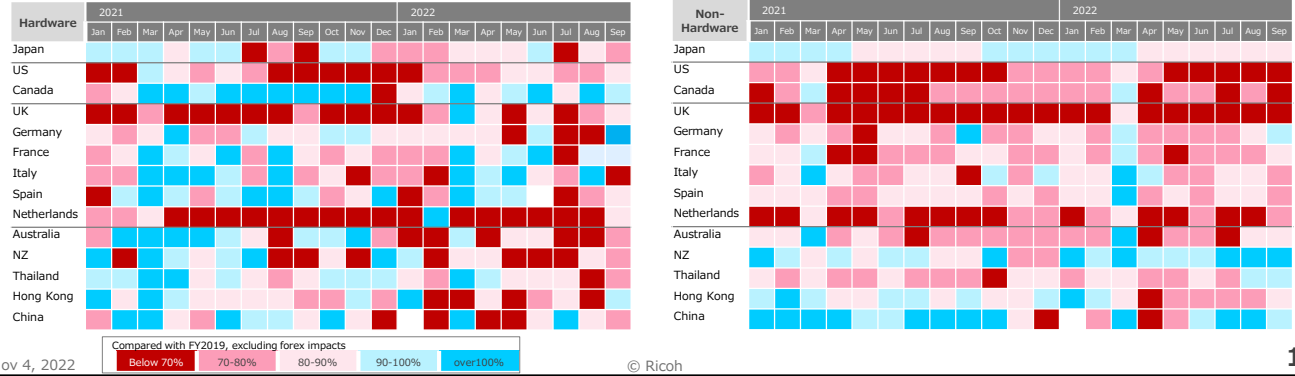 Hardware
2021 2022
Jan Feb Mar Apr May Jun Jul Aug Sep Oct Nov Dec Jan Feb Mar Apr May Jun Jul Aug Sep
Japan
US
Canada
UK
Germany
France
Italy
Spain
Netherlands
Australia
NZ
Thailand
Hong Kong
China
Non-
Hardware
2021 2022
Jan Feb Mar Apr May Jun Jul Aug Sep Oct Nov Dec Jan Feb Mar Apr May Jun Jul Aug Sep
Japan
US
Canada
UK
Germany
France
Italy
Spain
Netherlands
Australia
NZ
Thailand
Hong Kong
China
Compared with FY2019, excluding forex impacts
Below 70% 70-80% 80-90% 90-100% over100%
ov 4, 2022
© Ricoh
1